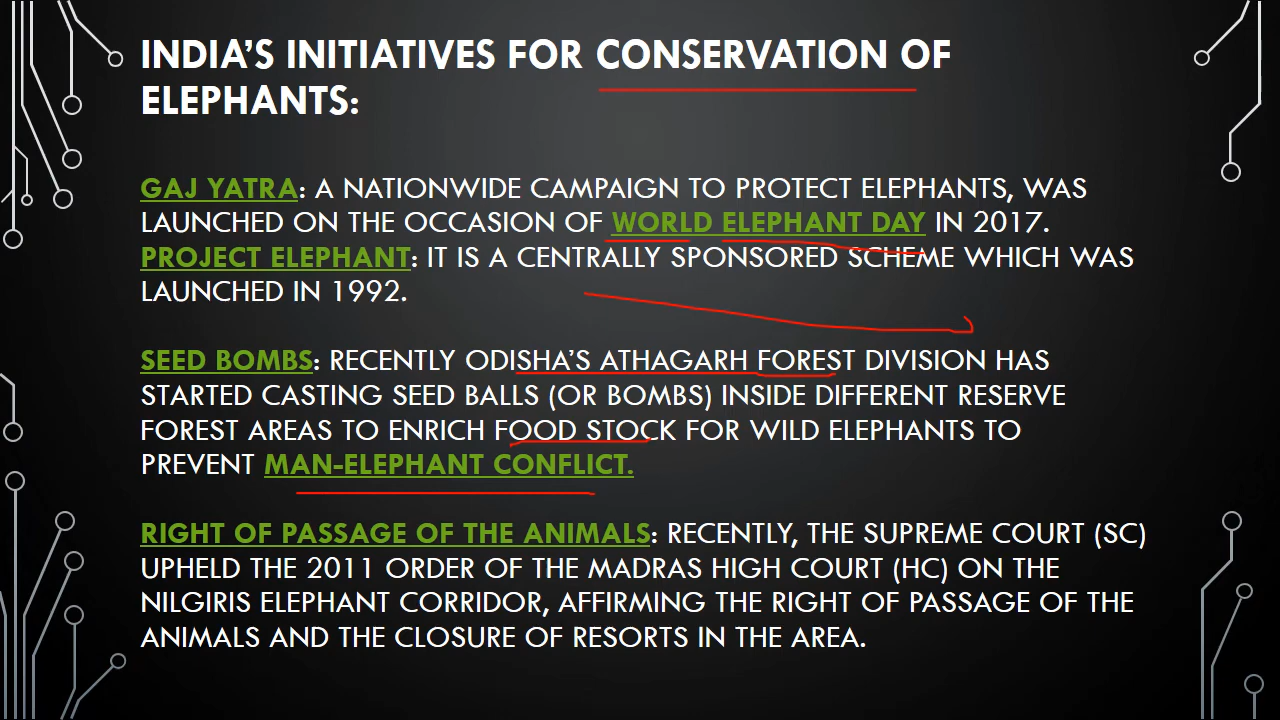 INDIA'S INITIATIVES FOR CONSERVATION OF
ELEPHANTS:
GAJ YATRA: A NATIONWIDE CAMPAIGN TO PROTECT ELEPHANTS, WAS
LAUNCHED ON THE OCCASION OF WORLD ELEPHANT DAY IN 2017.
PROJECT ELEPHANT: IT IS A CENTRALLY SPONSORED SCHEME WHICH WAS
LAUNCHED IN 1992.
SEED BOMBS: RECENTLY ODISHA'S ATHAGARH FOREST DIVISION HAS
STARTED CASTING SEED BALLS (OR BOMBS) INSIDE DIFFERENT RESERVE
FOREST AREAS TO ENRICH FOOD STOCK FOR WILD ELEPHANTS TO
PREVENT MAN-ELEPHANT CONFLICT.
RIGHT OF PASSAGE OF THE ANIMALS: RECENTLY, THE SUPREME COURT (SC)
UPHELD THE 2011 ORDER OF THE MADRAS HIGH COURT (HC) ON THE
NILGIRIS ELEPHANT CORRIDOR, AFFIRMING THE RIGHT OF PASSAGE OF THE
ANIMALS AND THE CLOSURE OF RESORTS IN THE AREA.